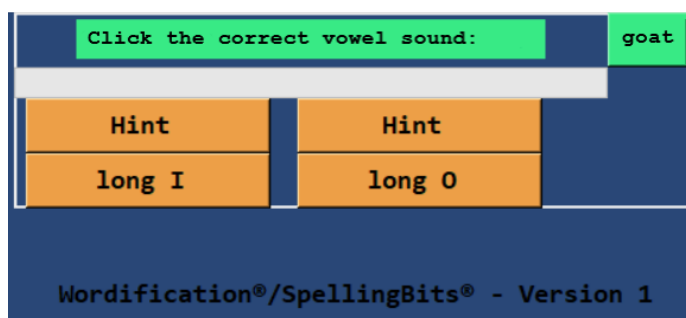 Click the correct vowel sound: goat
Hint Hint
long I long O
Wordification®/SpellingBits® - Version 1